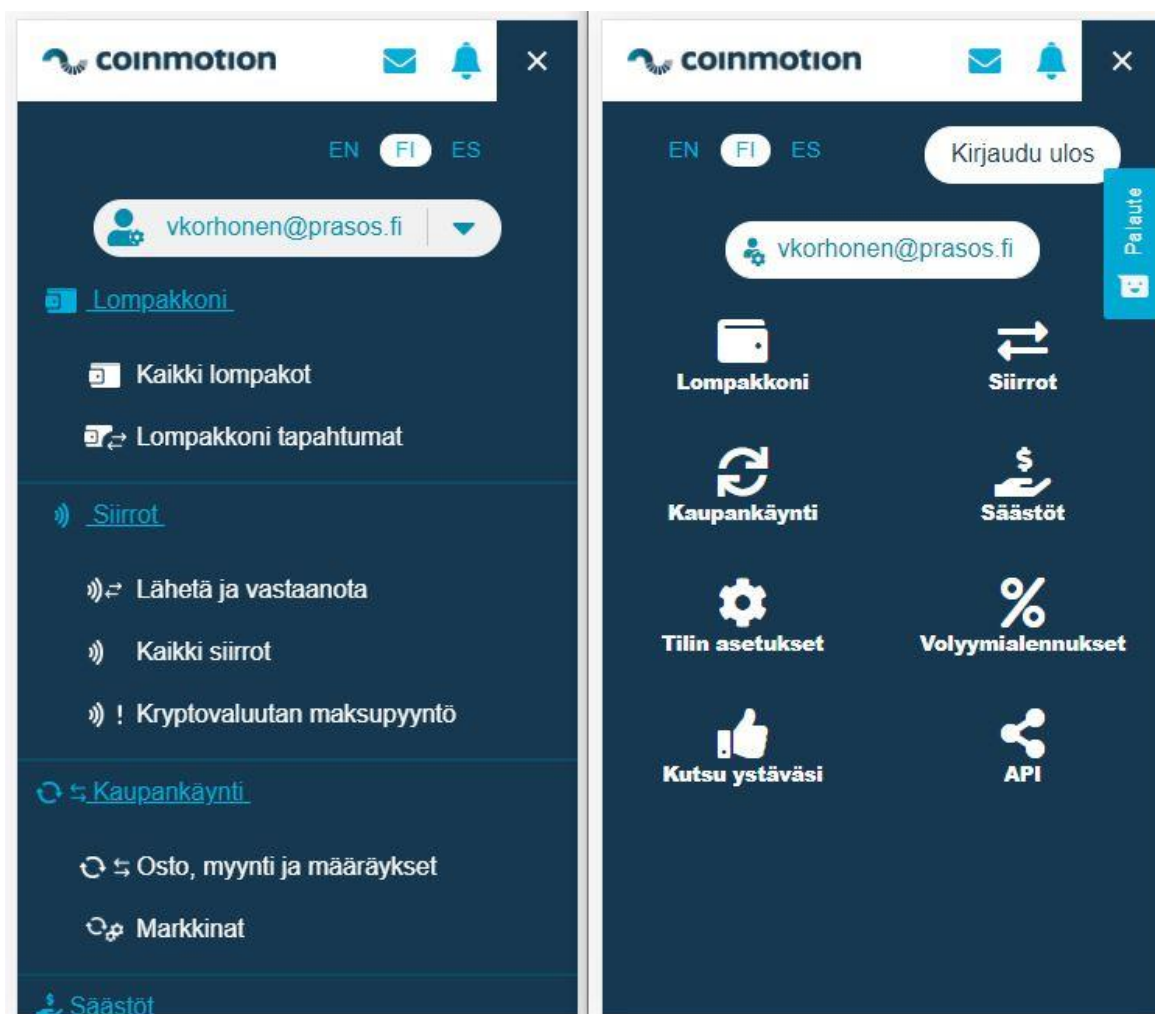 coinmotion
EN FI ES
vkorhonen@prasos.fi
Lompakkoni
Kaikki lompakot
Lompakkoni tapahtumat
Siirrot
Lähetä ja vastaanota
Kaikki siirrot
! Kryptovaluutan maksupyyntö
Kaupankäynti
Osto, myynti ja määräykset
Markkinat
Säästöt
coinmotion
EN FI ES
Kirjaudu ulos
Palaute
vkorhonen@prasos.fi
Lompakkoni
Siirrot
Kaupankäynti
Säästöt
Tilin asetukset
Volyymialennukset
Kutsu ystäväsi
API